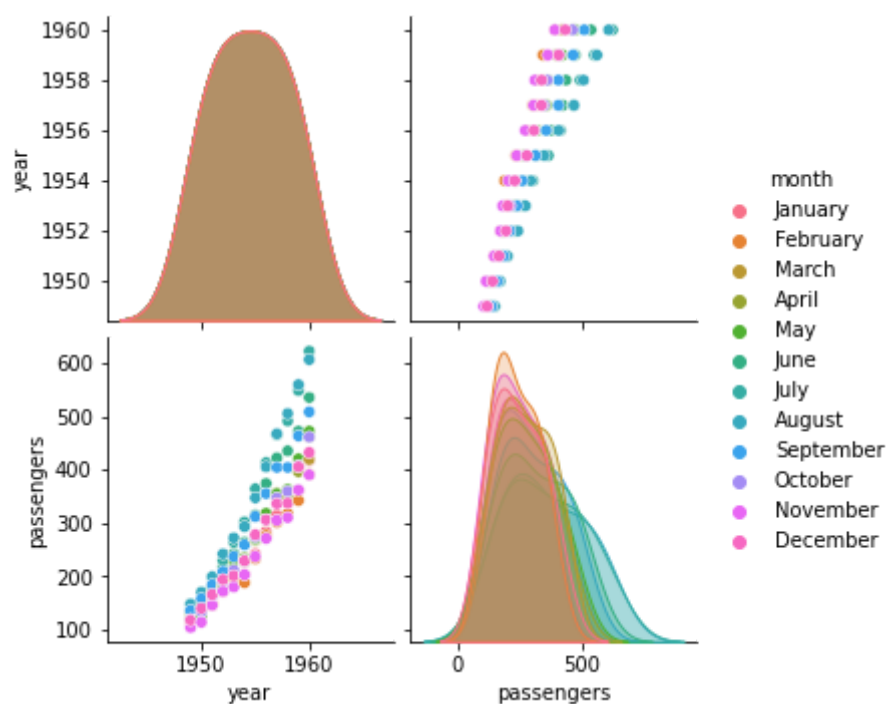 1960
1958
1956
1954
1952
1950
year
600
500
400
300
200
100
passengers
1950 1960
year
0 500
passengers
month
January
February
March
April
May
June
July
August
September
October
November
December